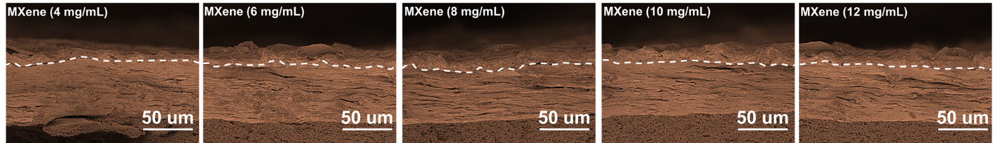 MXene (4 mg/mL)
MXene (6 mg/mL)
MXene (8 mg/mL)
MXene (10 mg/mL)
MXene (12 mg/mL)
50 um
50 um
50 um
50 um
50 um